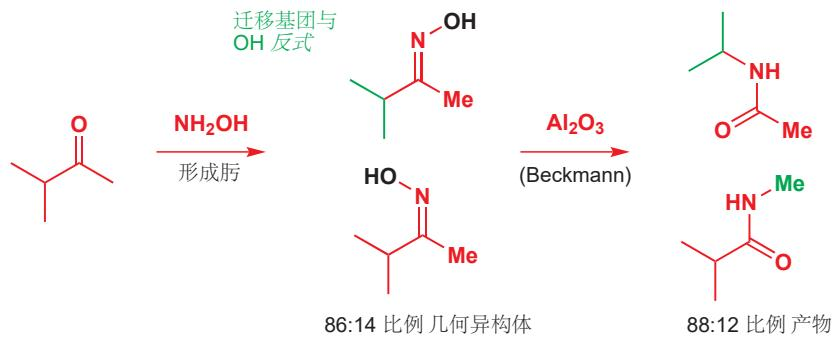 迁移基团与
OH 反式
N
OH
Me
O
NH2OH
形成肟
HO
N
Me
Al2O3
(Beckmann)
NH
O
Me
Me
HN
O
86:14 比例 几何异构体
88:12 比例 产物